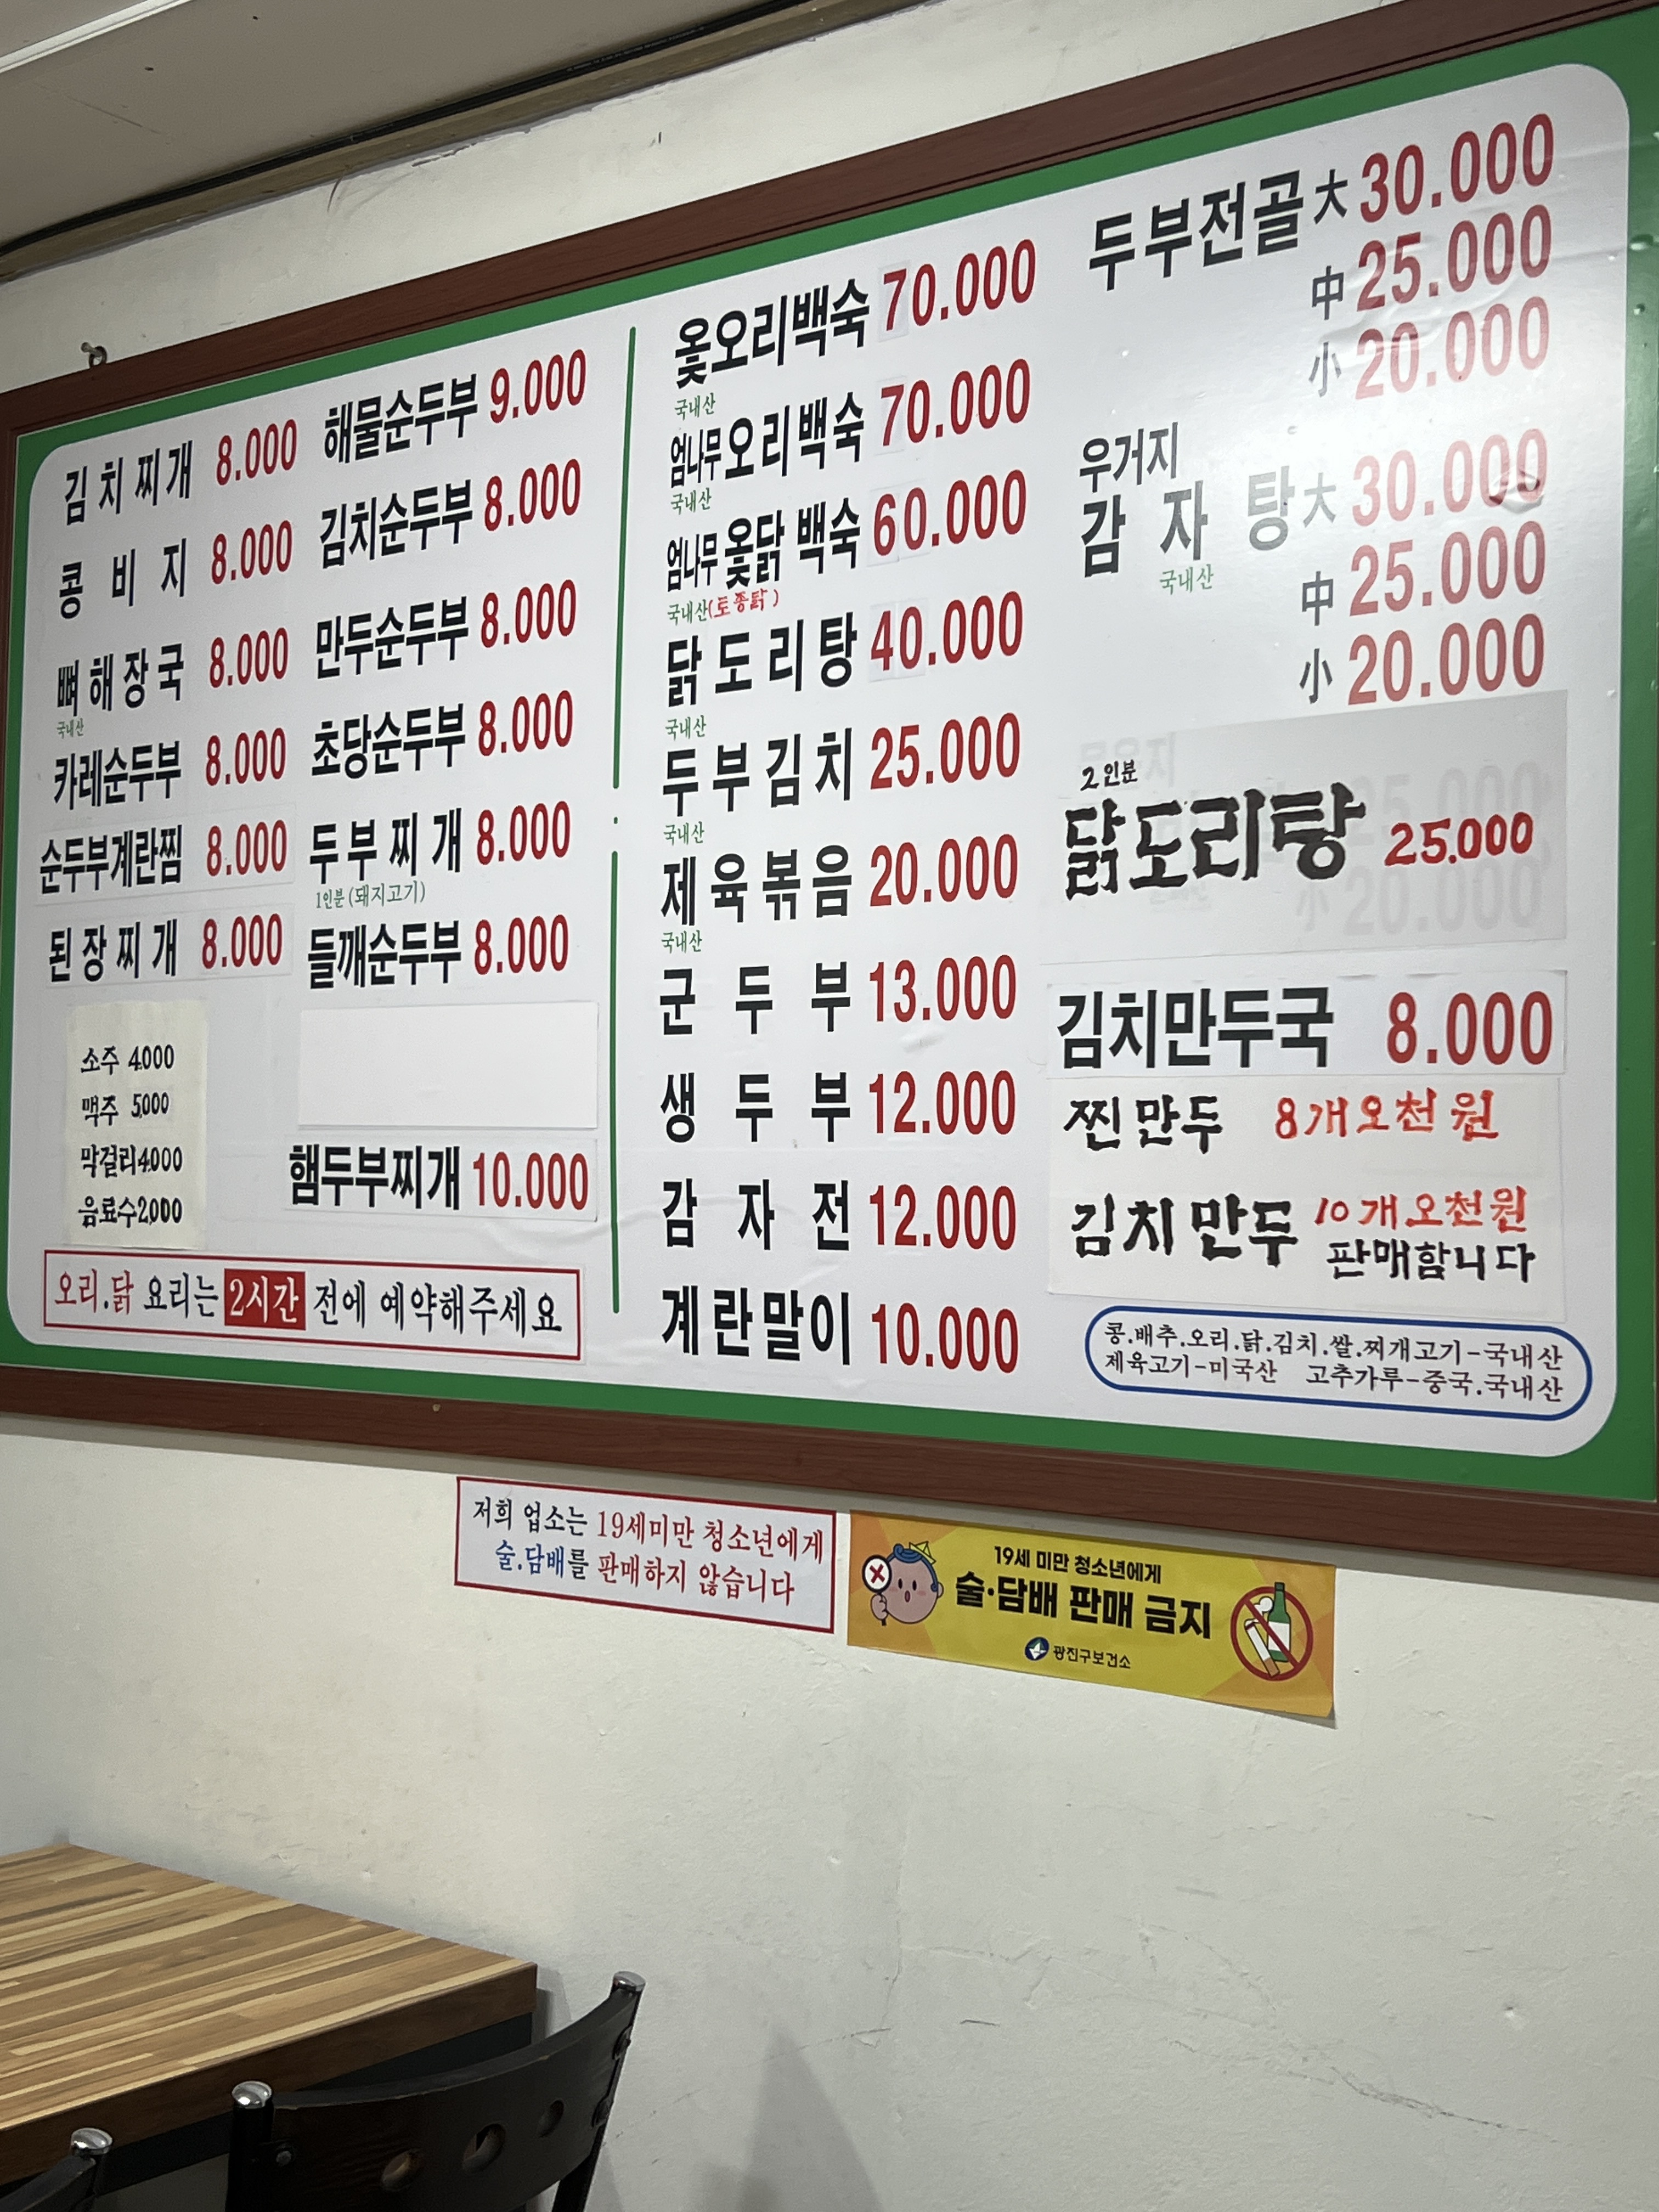 김치찌개 8.000
콩비지 8.000
뼈해장국 8.000
국내산
카레순두부 8.000
순두부계란찜 8.000
된장찌개 8.000
소주 4.000
맥주 5.000
막걸리 4.000
음료수 2.000
해물순두부 9.000
김치순두부 8.000
만두순두부 8.000
초당순두부 8.000
두부찌개 8.000
1인분(돼지고기)
들깨순두부 8.000
햄두부찌개 10.000
오리.닭 요리는 2시간 전에 예약해주세요
옻오리백숙 70.000
국내산
엄나무오리백숙 70.000
국내산
엄나무옻닭 백숙 60.000
국내산(토종닭)
닭도리탕 40.000
국내산
두부김치 25.000
국내산
제육볶음 20.000
국내산
군두부 13.000
생두부 12.000
감자전 12.000
계란말이 10.000
두부전골 大 30.000
中 25.000
小 20.000
우거지
감자탕 大 30.000
국내산
中 25.000
小 20.000
2인분
닭도리탕 25.000
小 20.000
김치만두국 8.000
찐만두 8개오천원
김치만두 10개오천원
판매합니다
콩.배추.오리.닭.김치.쌀.찌개고기-국내산
제육고기-미국산 고추가루-중국.국내산
저희 업소는 19세미만 청소년에게
술.담배를 판매하지 않습니다
19세 미만 청소년에게
술·담배 판매 금지
광진구보건소